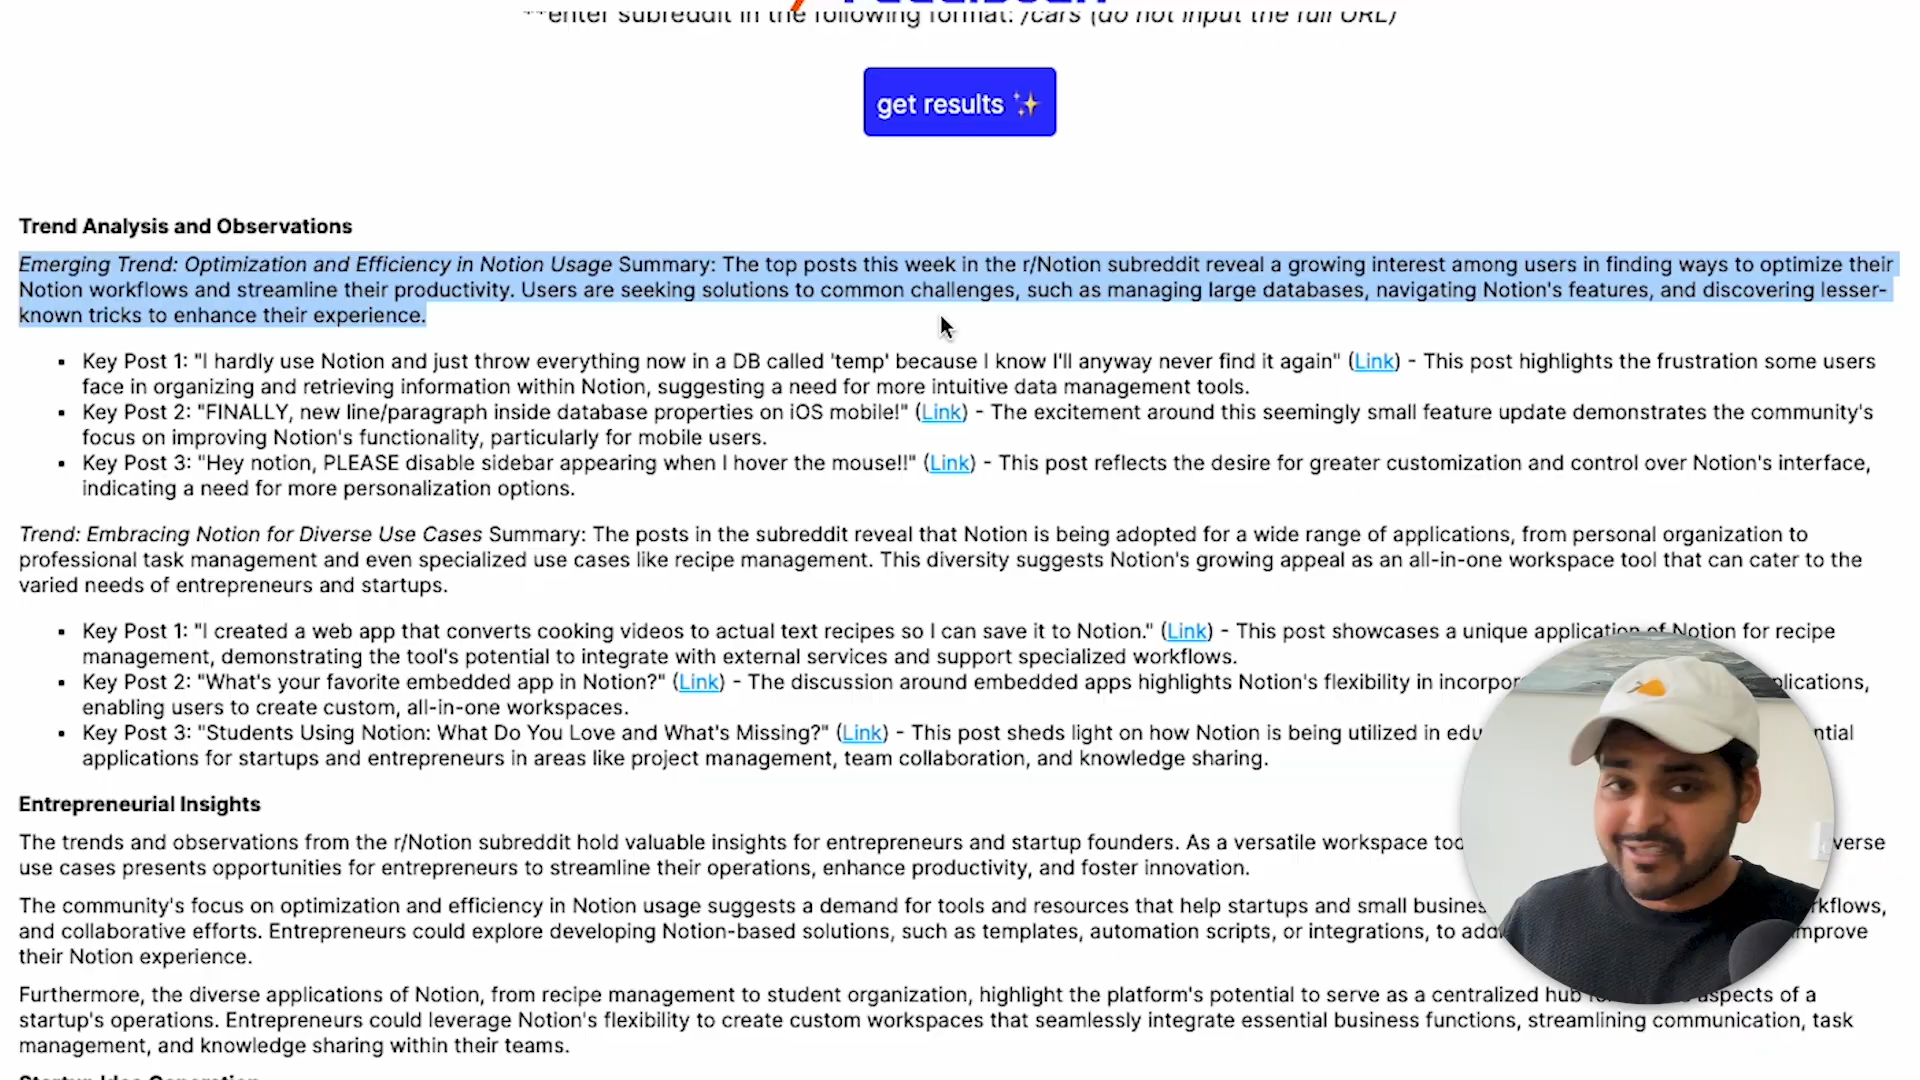 **enter subreddit in the following format: /cars (do not input the full URL)
get results ✨
Trend Analysis and Observations
Emerging Trend: Optimization and Efficiency in Notion Usage Summary: The top posts this week in the r/Notion subreddit reveal a growing interest among users in finding ways to optimize their
Notion workflows and streamline their productivity. Users are seeking solutions to common challenges, such as managing large databases, navigating Notion's features, and discovering lesser-
known tricks to enhance their experience.
▪ Key Post 1: "I hardly use Notion and just throw everything now in a DB called 'temp' because I know I'll anyway never find it again" (Link) - This post highlights the frustration some users
face in organizing and retrieving information within Notion, suggesting a need for more intuitive data management tools.
▪ Key Post 2: "FINALLY, new line/paragraph inside database properties on iOS mobile!" (Link) - The excitement around this seemingly small feature update demonstrates the community's
focus on improving Notion's functionality, particularly for mobile users.
▪ Key Post 3: "Hey notion, PLEASE disable sidebar appearing when I hover the mouse!!" (Link) - This post reflects the desire for greater customization and control over Notion's interface,
indicating a need for more personalization options.
Trend: Embracing Notion for Diverse Use Cases Summary: The posts in the subreddit reveal that Notion is being adopted for a wide range of applications, from personal organization to
professional task management and even specialized use cases like recipe management. This diversity suggests Notion's growing appeal as an all-in-one workspace tool that can cater to the
varied needs of entrepreneurs and startups.
▪ Key Post 1: "I created a web app that converts cooking videos to actual text recipes so I can save it to Notion." (Link) - This post showcases a unique application of Notion for recipe
management, demonstrating the tool's potential to integrate with external services and support specialized workflows.
▪ Key Post 2: "What's your favorite embedded app in Notion?" (Link) - The discussion around embedded apps highlights Notion's flexibility in
enabling users to create custom, all-in-one workspaces.
▪ Key Post 3: "Students Using Notion: What Do You Love and What's Missing?" (Link) - This post sheds light on how Notion is being utilized in
applications for startups and entrepreneurs in areas like project management, team collaboration, and knowledge sharing.
Entrepreneurial Insights
The trends and observations from the r/Notion subreddit hold valuable insights for entrepreneurs and startup founders. As a versatile workspace
use cases presents opportunities for entrepreneurs to streamline their operations, enhance productivity, and foster innovation.
The community's focus on optimization and efficiency in Notion usage suggests a demand for tools and resources that help startups and small
and collaborative efforts. Entrepreneurs could explore developing Notion-based solutions, such as templates, automation scripts, or integrations, to improve
their Notion experience.
Furthermore, the diverse applications of Notion, from recipe management to student organization, highlight the platform's potential to serve as a centralized hub aspects of a
startup's operations. Entrepreneurs could leverage Notion's flexibility to create custom workspaces that seamlessly integrate essential business functions, streamlining communication, task
management, and knowledge sharing within their teams.